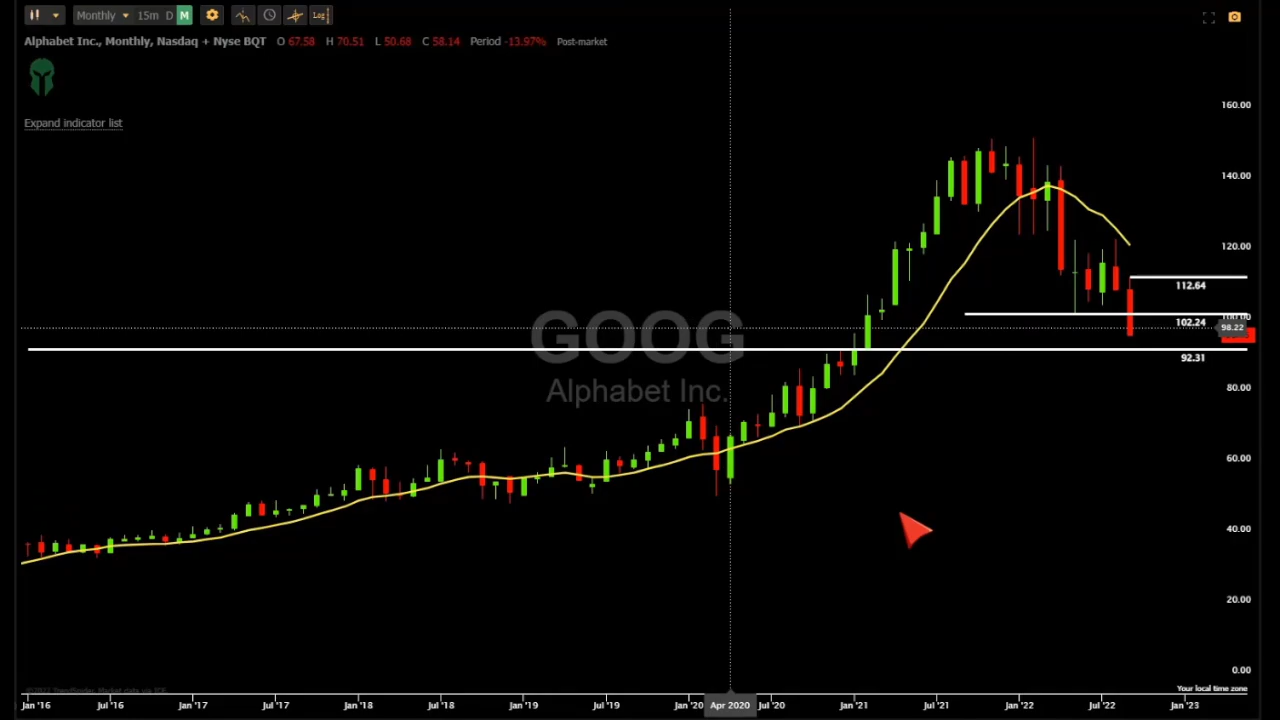 Monthly 15m D M Log
Alphabet Inc., Monthly, Nasdaq + Nyse BQT O 67.58 H 70.51 L 50.68 C 58.14 Period -13.97% Post-market
Expand indicator list
160.00
140.00
120.00
112.64
102.24
98.22
92.31
GOOG
Alphabet Inc.
80.00
60.00
40.00
20.00
0.00
Your local time zone
Jan '16 Jul '16 Jan '17 Jul '17 Jan '18 Jul '18 Jan '19 Jul '19 Jan '20 Apr 2020 Jul '20 Jan '21 Jul '21 Jan '22 Jul '22 Jan '23